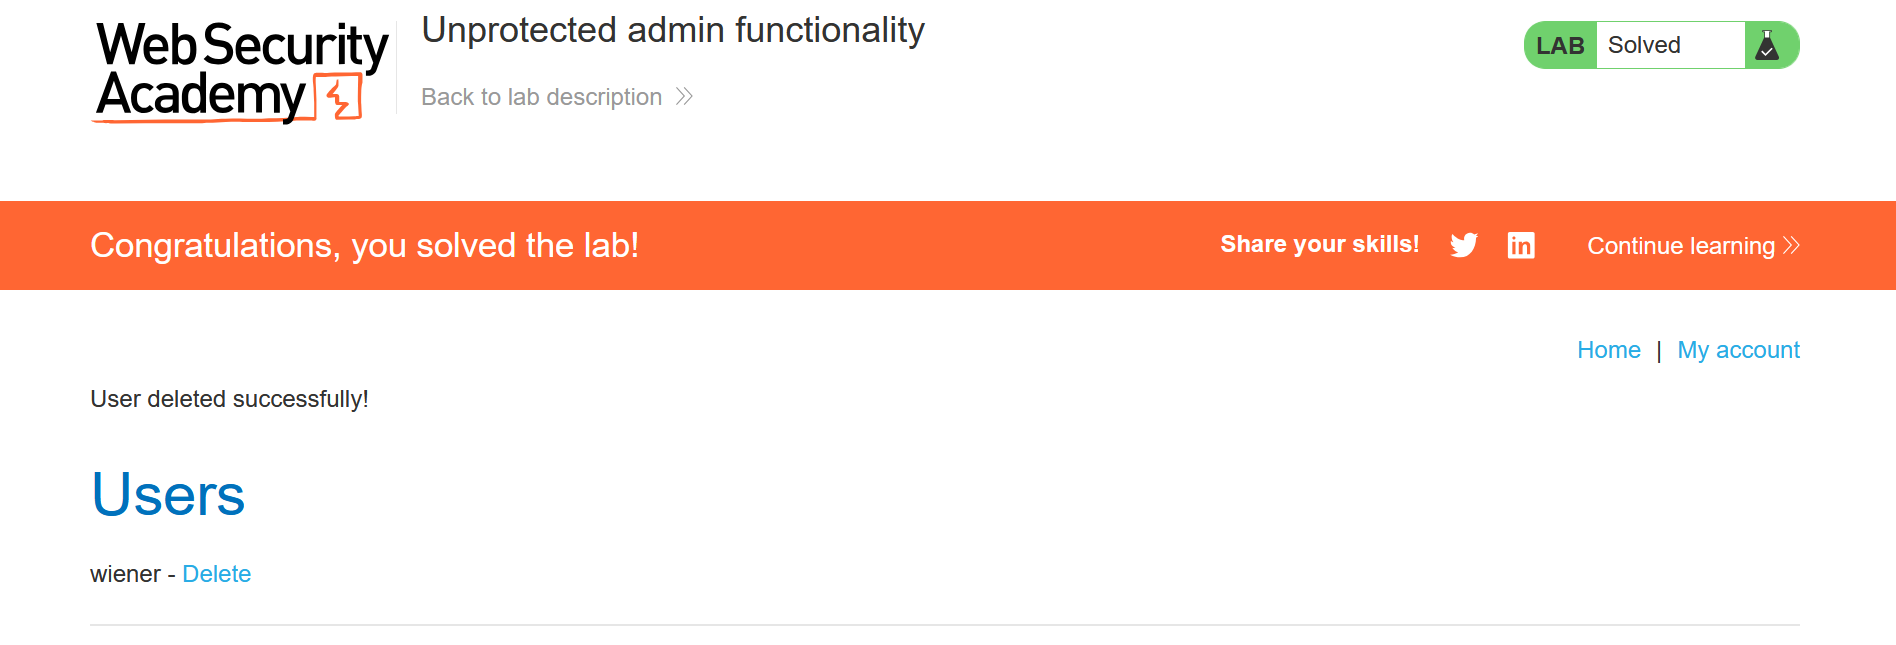 Web Security
Academy
Unprotected admin functionality
Back to lab description
LAB Solved
Congratulations, you solved the lab!
Share your skills!
Continue learning
Home | My account
User deleted successfully!
Users
wiener - Delete